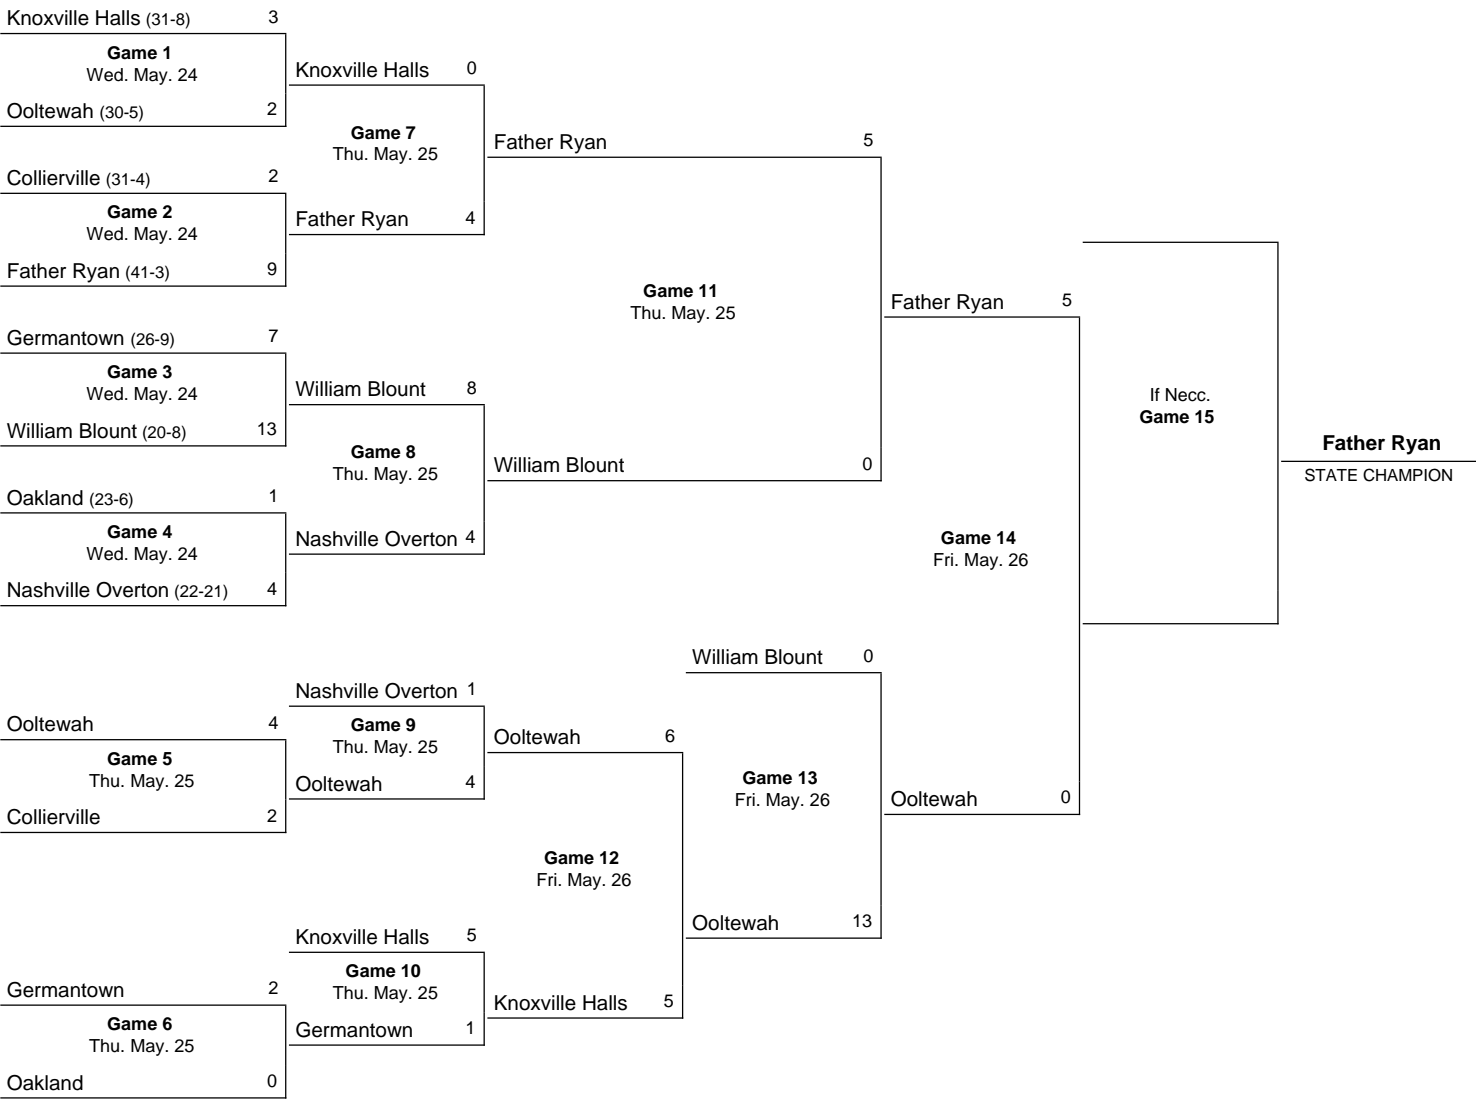 Knoxville Halls (31-8) 3
Game 1
Wed. May. 24
Ooltewah (30-5) 2
Collierville (31-4) 2
Game 2
Wed. May. 24
Father Ryan (41-3) 9
Germantown (26-9) 7
Game 3
Wed. May. 24
William Blount (20-8) 13
Oakland (23-6) 1
Game 4
Wed. May. 24
Nashville Overton (22-21) 4
Ooltewah 4
Game 5
Thu. May. 25
Collierville 2
Germantown 2
Game 6
Thu. May. 25
Oakland 0
Knoxville Halls 0
Game 7
Thu. May. 25
Father Ryan 4
William Blount 8
Game 8
Thu. May. 25
Nashville Overton 4
Nashville Overton 1
Game 9
Thu. May. 25
Ooltewah 4
Knoxville Halls 5
Game 10
Thu. May. 25
Germantown 1
Father Ryan 5
Game 11
Thu. May. 25
William Blount 0
Ooltewah 6
Game 12
Fri. May. 26
Knoxville Halls 5
William Blount 0
Game 13
Fri. May. 26
Ooltewah 13
Father Ryan 5
Game 14
Fri. May. 26
Ooltewah 0
If Necc.
Game 15
Father Ryan
STATE CHAMPION